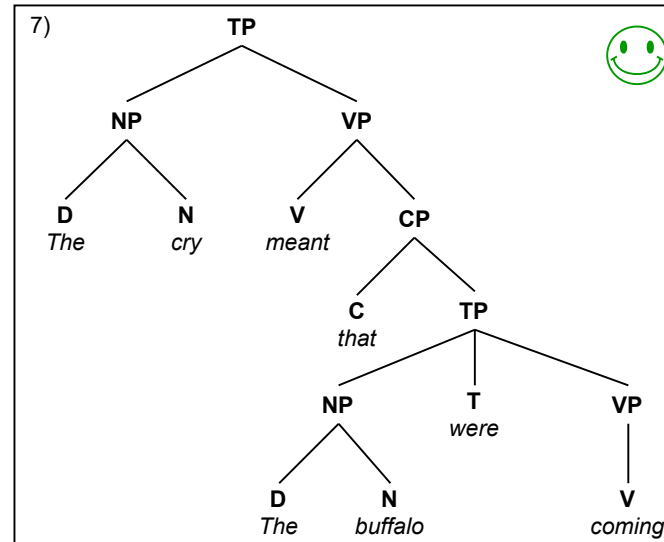 7)
TP
NP VP
D N V CP
The cry meant
C TP
that
NP T VP
were
D N V
The buffalo coming